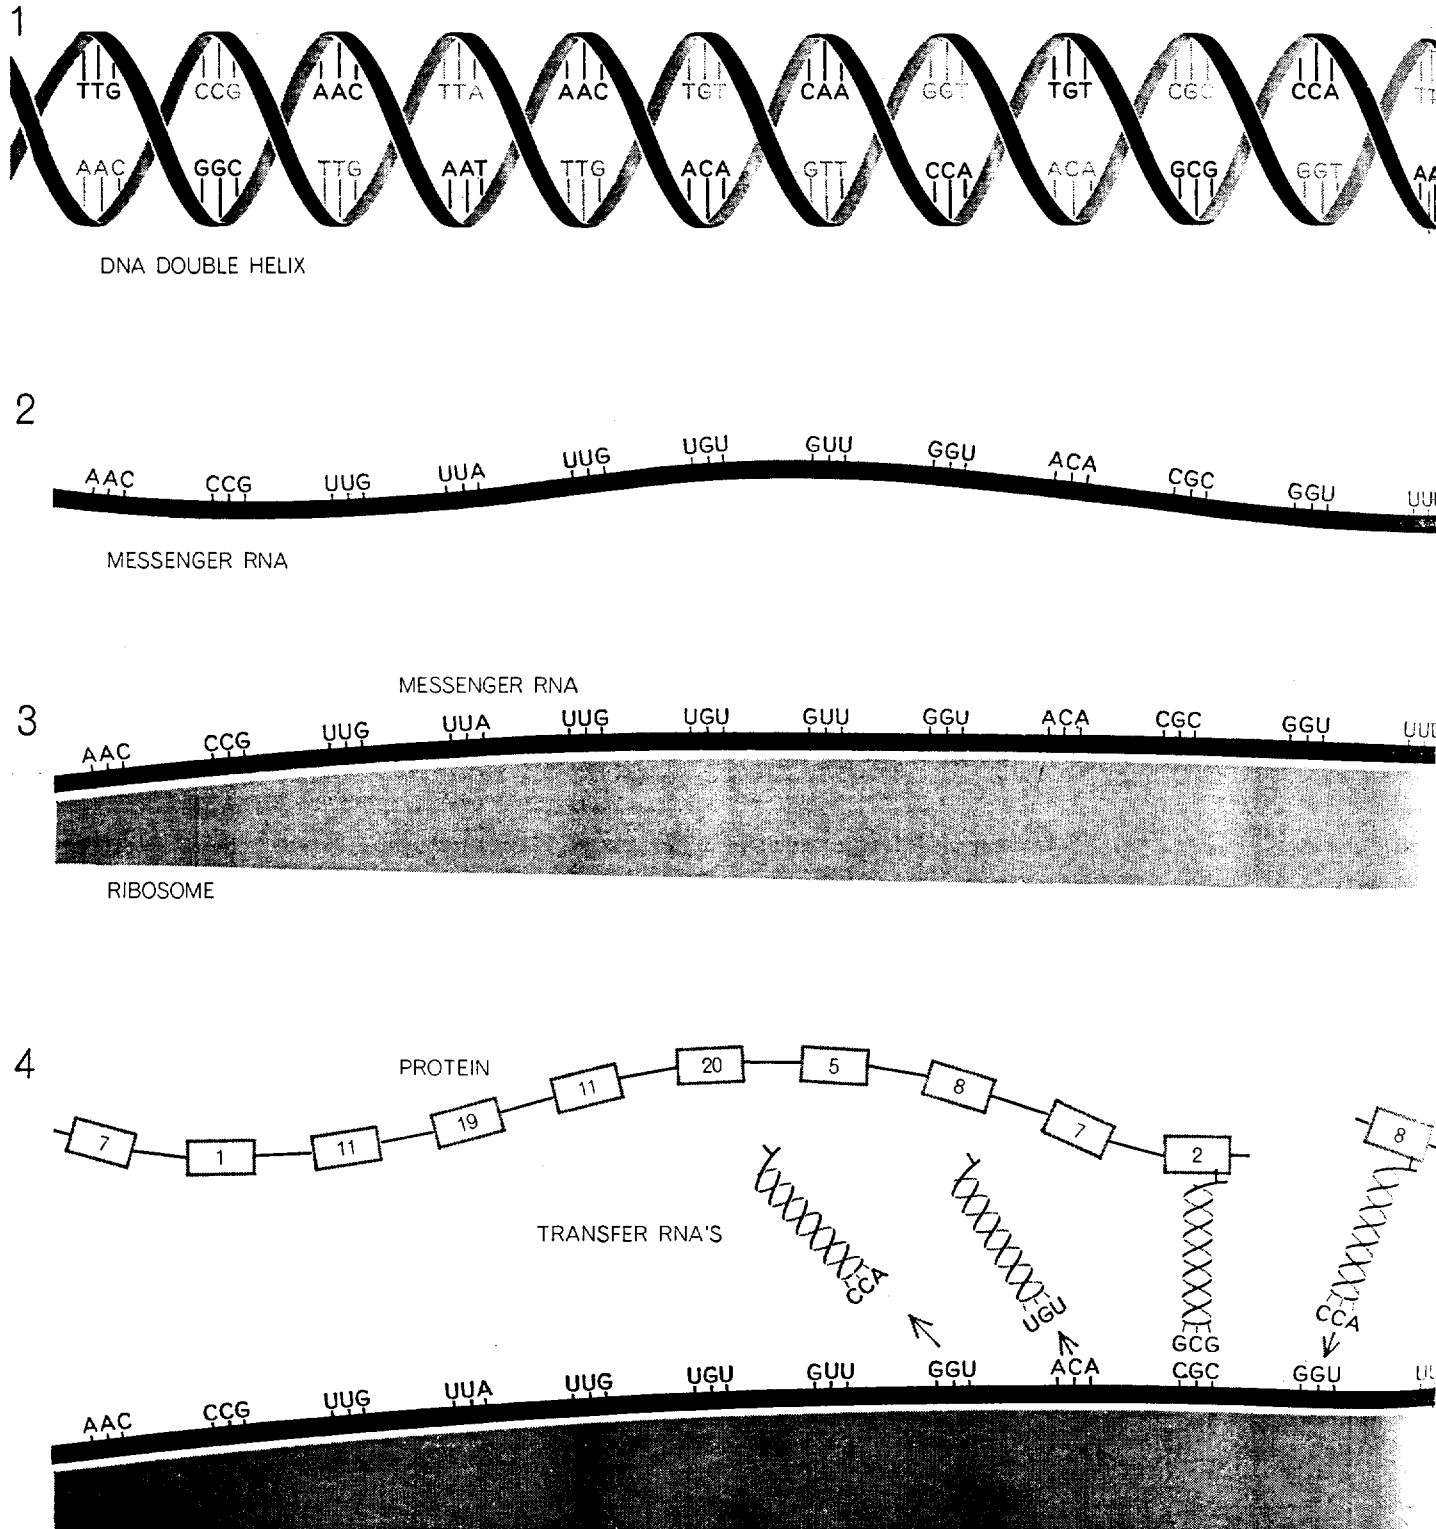 1
TTG CCG AAC TTA AAC TGT CAA GGT TGT CGC CCA
AAC GGC TTG AAT TTG ACA GTT CCA ACA GCG GGT
DNA DOUBLE HELIX
2
AAC CCG UUG UUA UUG UGU GUU GGU ACA CGC GGU
MESSENGER RNA
MESSENGER RNA
3
AAC CCG UUG UUA UUG UGU GUU GGU ACA CGC GGU
RIBOSOME
4
PROTEIN
7 1 11 19 11 20 5 8 7 2 8
TRANSFER RNA'S
CCA UGU GCG CCA
AAC CCG UUG UUA UUG UGU GUU GGU ACA CGC GGU